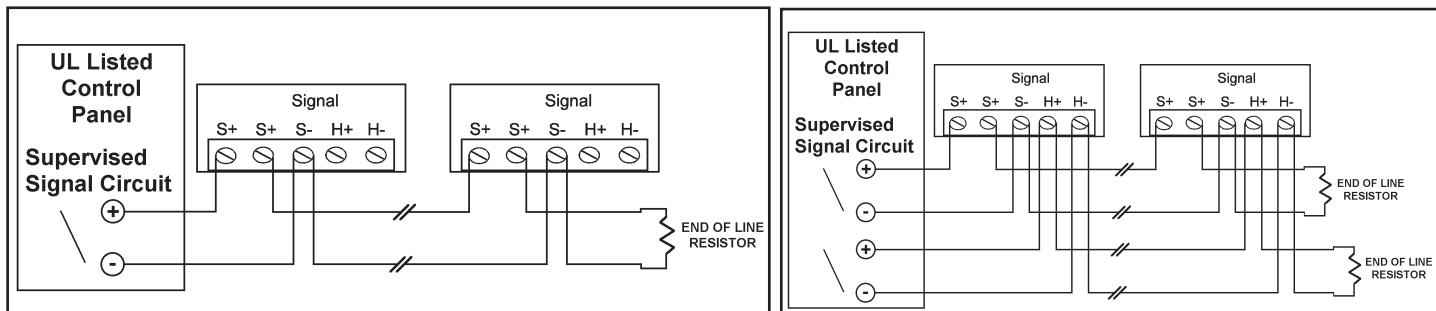 UL Listed
Control
Panel
Supervised
Signal Circuit
+
-
Signal
S+ S+ S- H+ H-
Signal
S+ S+ S- H+ H-
END OF LINE
RESISTOR
UL Listed
Control
Panel
Supervised
Signal Circuit
+
-
+
-
Signal
S+ S+ S- H+ H-
Signal
S+ S+ S- H+ H-
END OF LINE
RESISTOR
END OF LINE
RESISTOR